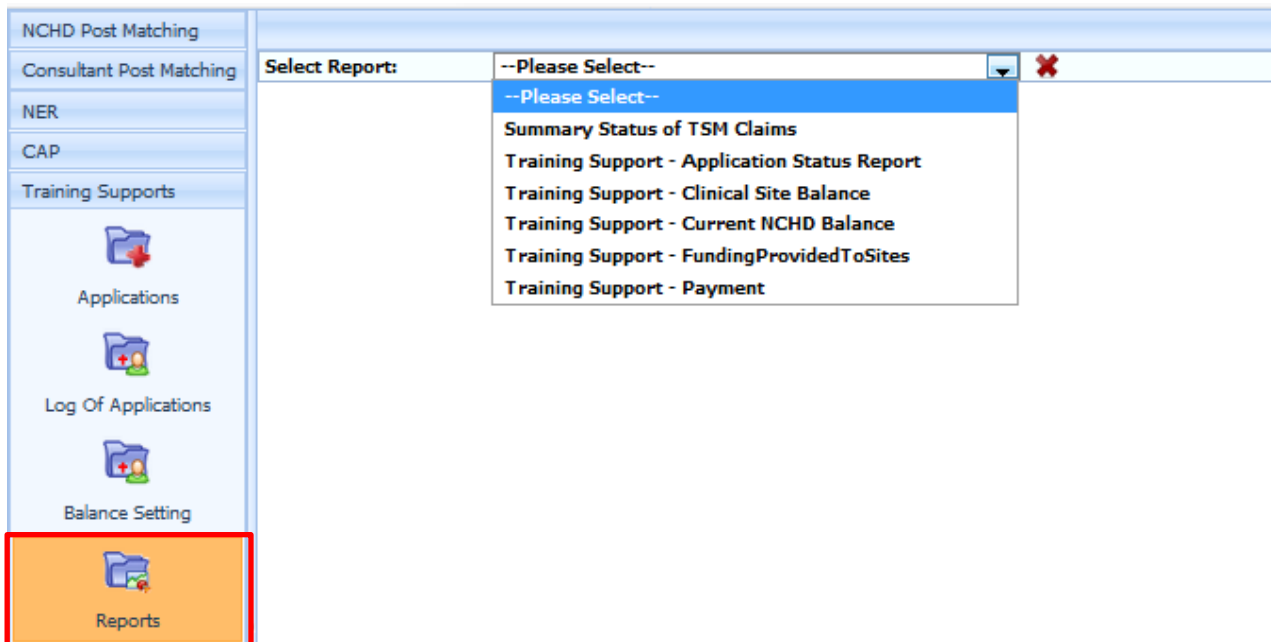 NCHD Post Matching
Consultant Post Matching
NER
CAP
Training Supports
Applications
Log Of Applications
Balance Setting
Reports
Select Report:
--Please Select--
--Please Select--
Summary Status of TSM Claims
Training Support - Application Status Report
Training Support - Clinical Site Balance
Training Support - Current NCHD Balance
Training Support - FundingProvidedToSites
Training Support - Payment